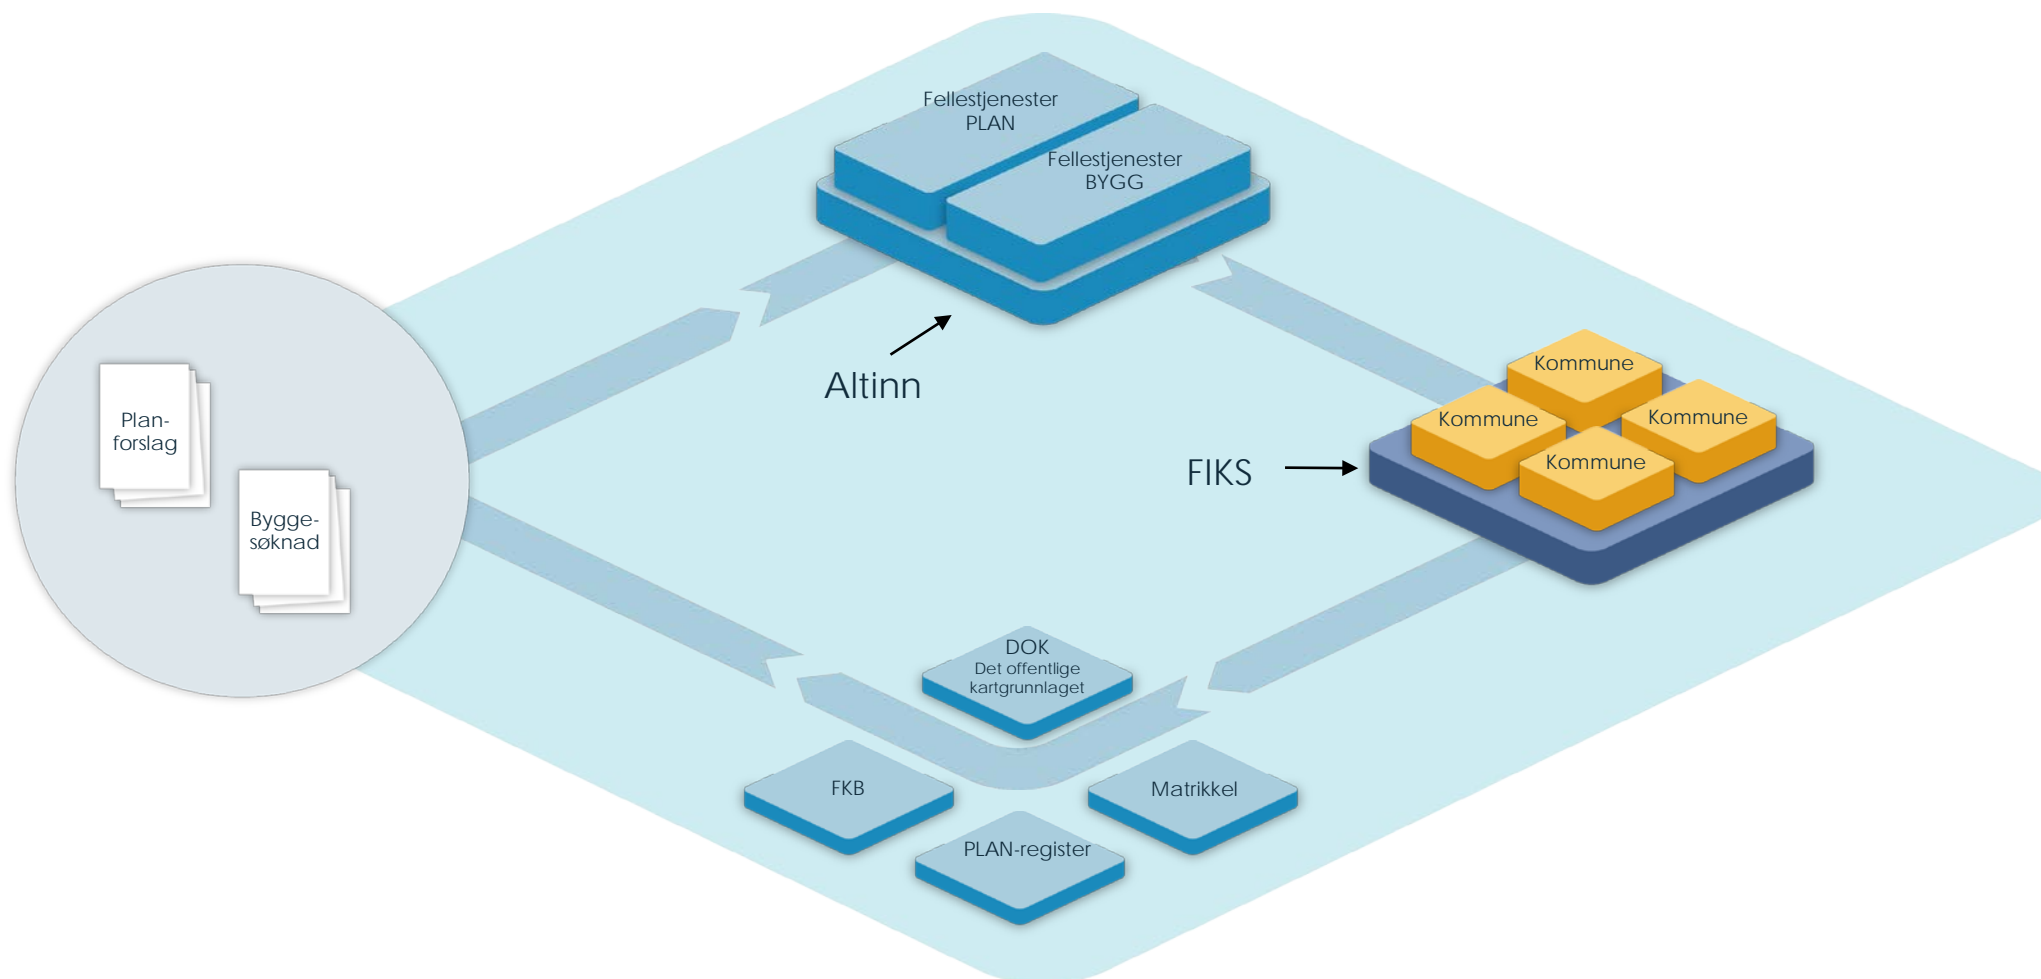 Fellestjenester
PLAN
Fellestjenester
BYGG
Altinn
Plan-
forslag
Bygge-
søknad
Kommune
Kommune
Kommune
Kommune
FIKS
DOK
Det offentlige
kartgrunnlaget
FKB
Matrikkel
PLAN-register